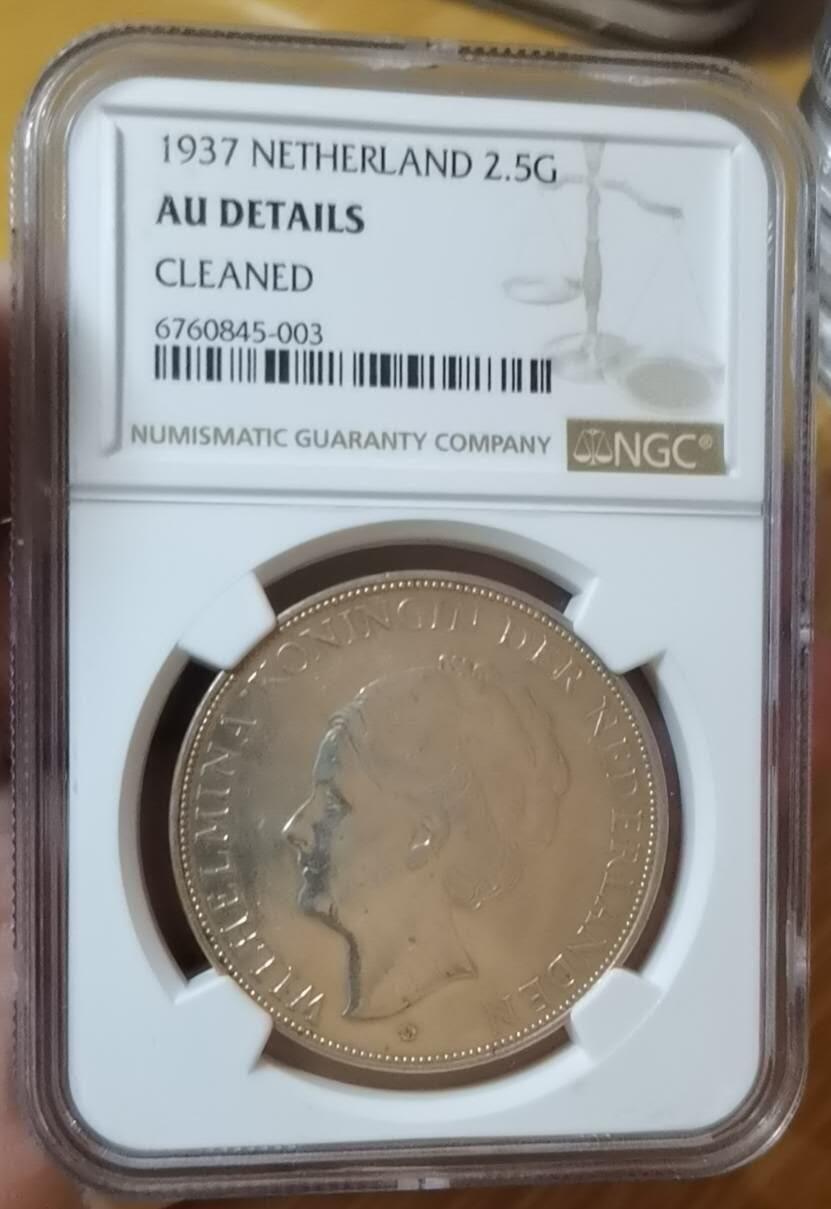 1937 NETHERLAND 2.5G
AU DETAILS
CLEANED
6760845-003
NUMISMATIC GUARANTY COMPANY
NGC®
WILHELMINA KONINGIN DER NEDERLANDEN